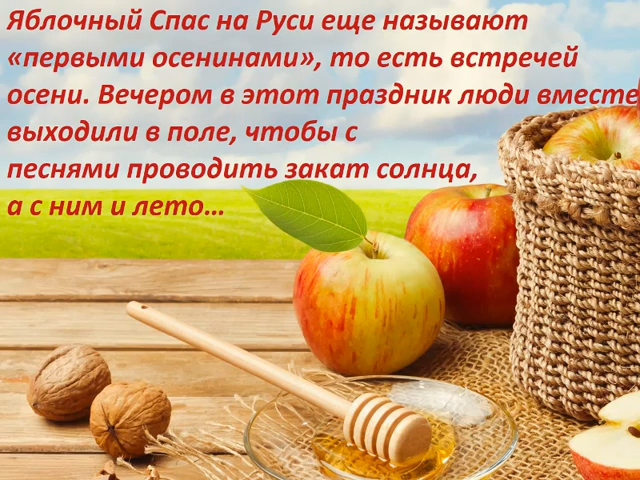 Яблочный Спас на Руси еще называют
«первыми осенинами», то есть встречей
осени. Вечером в этот праздник люди вместе
выходили в поле, чтобы с
песнями проводить закат солнца,
а с ним и лето...